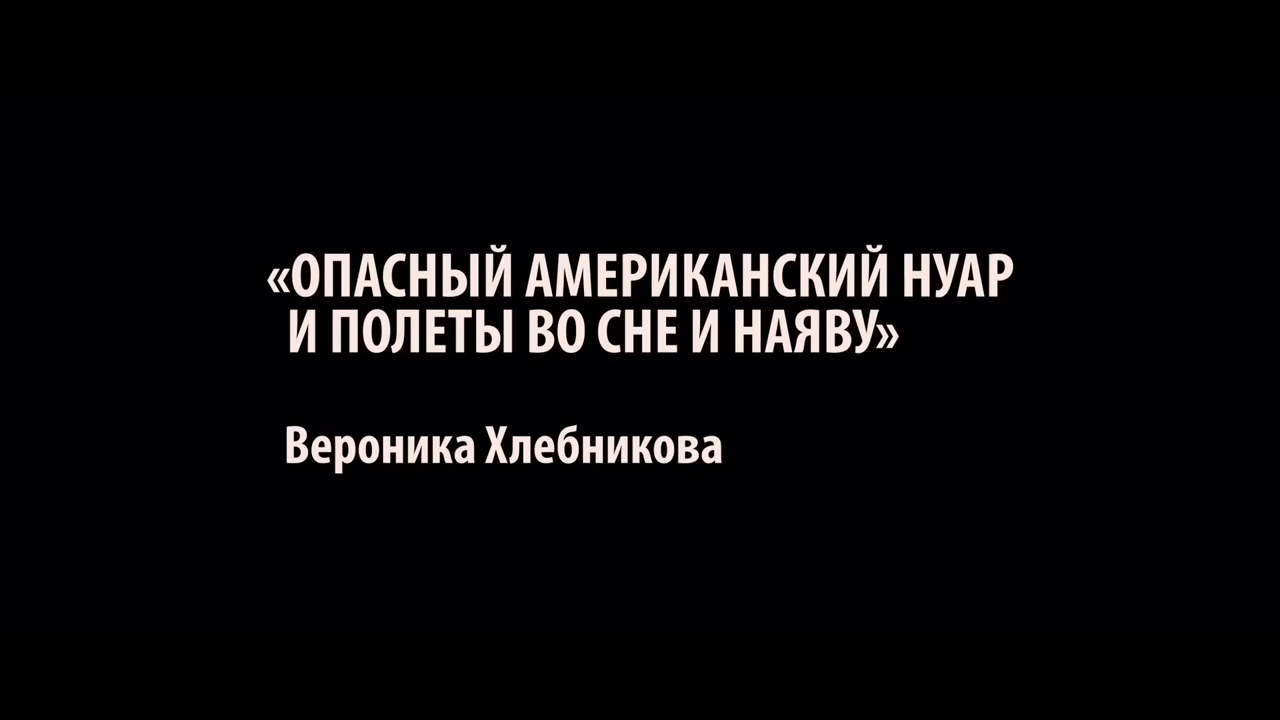 «ОПАСНЫЙ АМЕРИКАНСКИЙ НУАР
И ПОЛЕТЫ ВО СНЕ И НАЯВУ»
Вероника Хлебникова